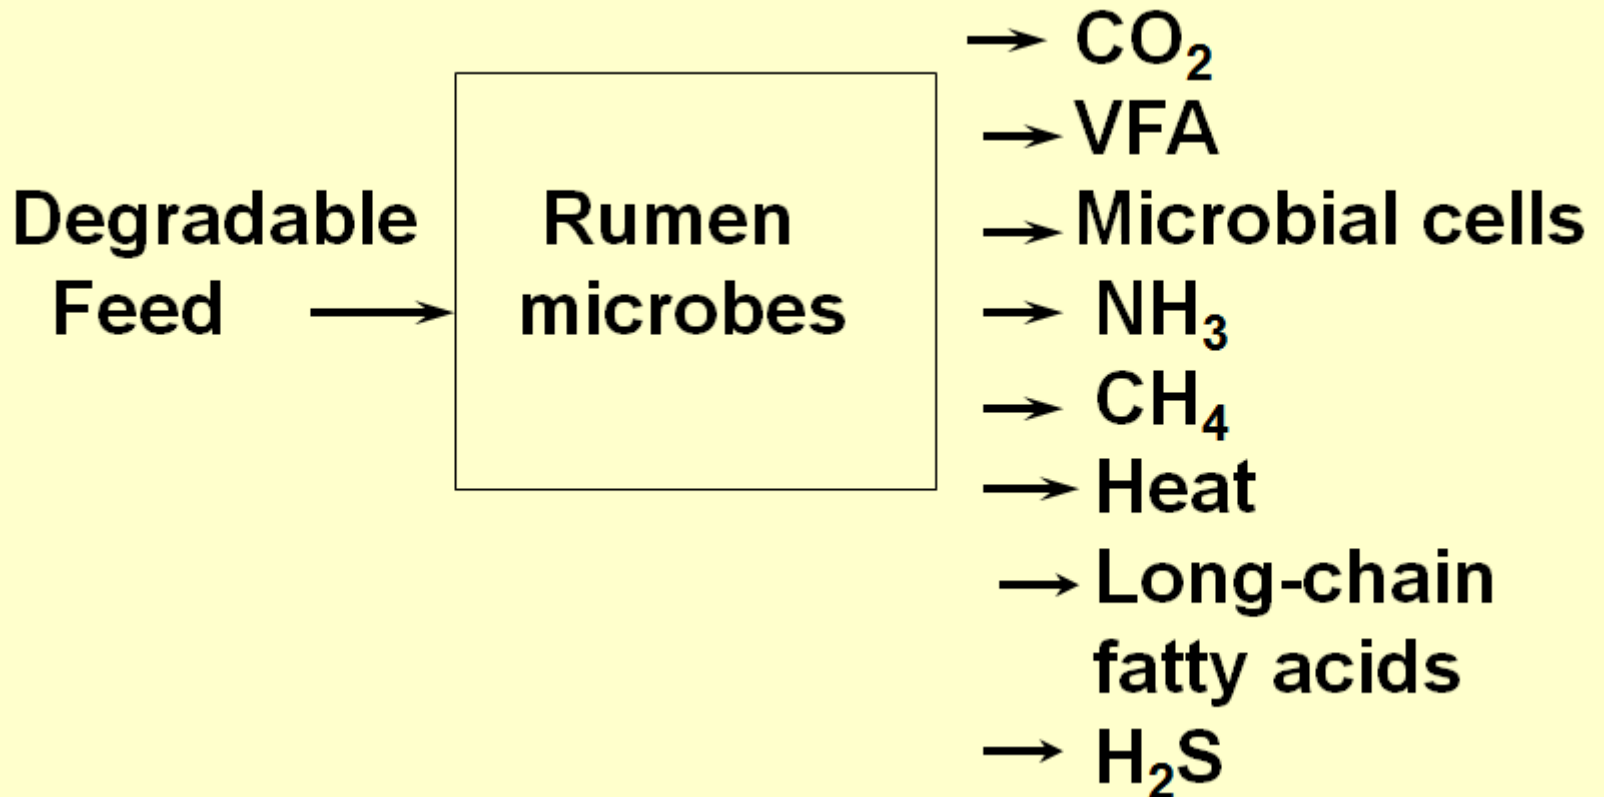 Degradable
Feed
Rumen
microbes
CO₂
VFA
Microbial cells
NH₃
CH₄
Heat
Long-chain
fatty acids
H₂S